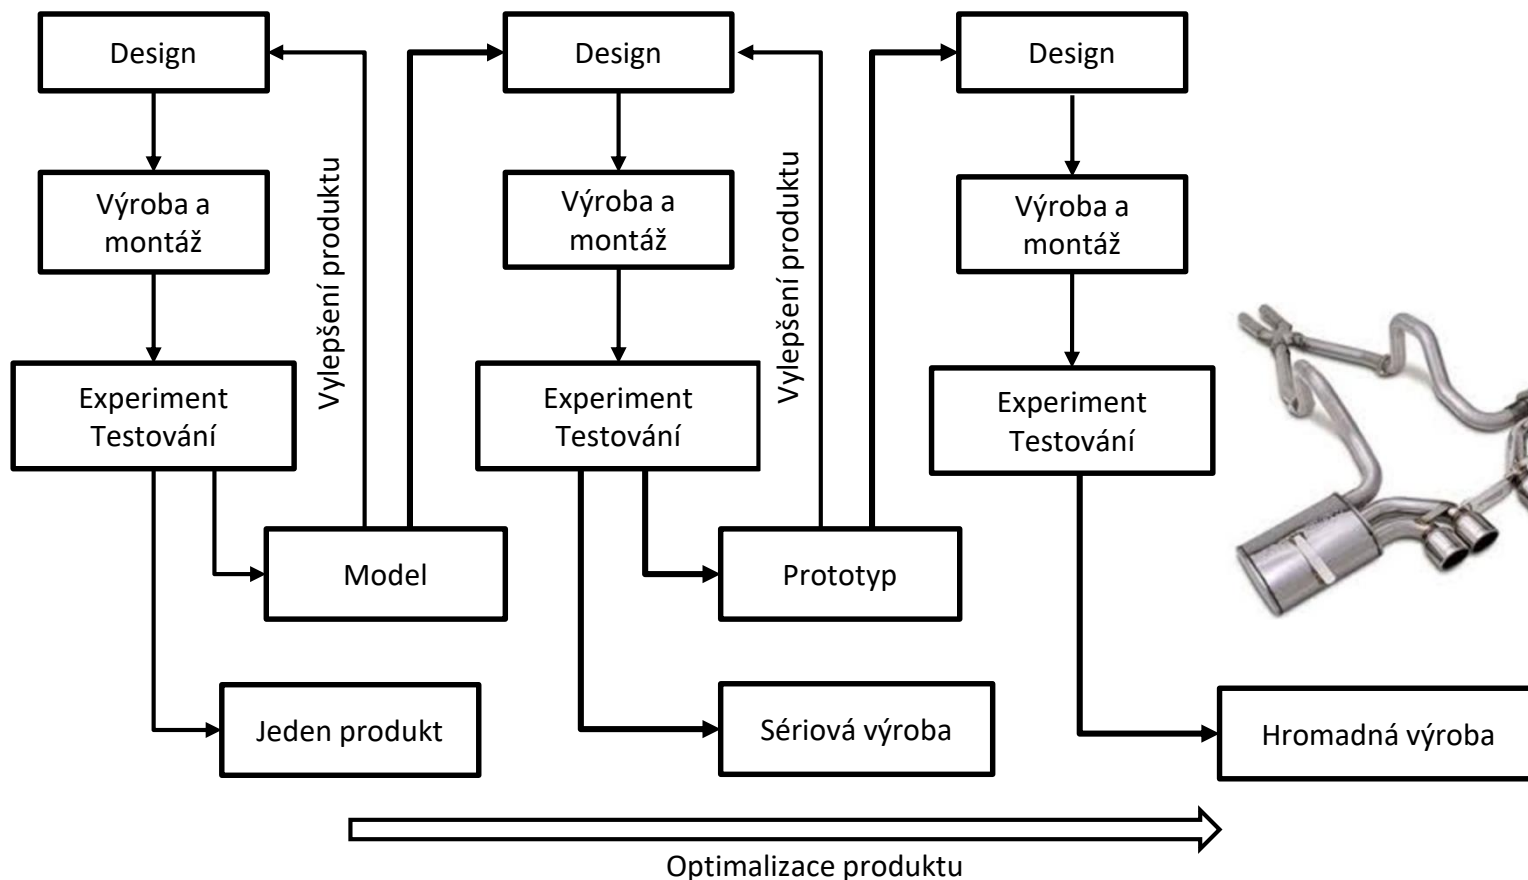 Design
Výroba a
montáž
Experiment
Testování
Model
Jeden produkt
Vylepšení produktu
Design
Výroba a
montáž
Experiment
Testování
Prototyp
Sériová výroba
Vylepšení produktu
Design
Výroba a
montáž
Experiment
Testování
Hromadná výroba
Optimalizace produktu